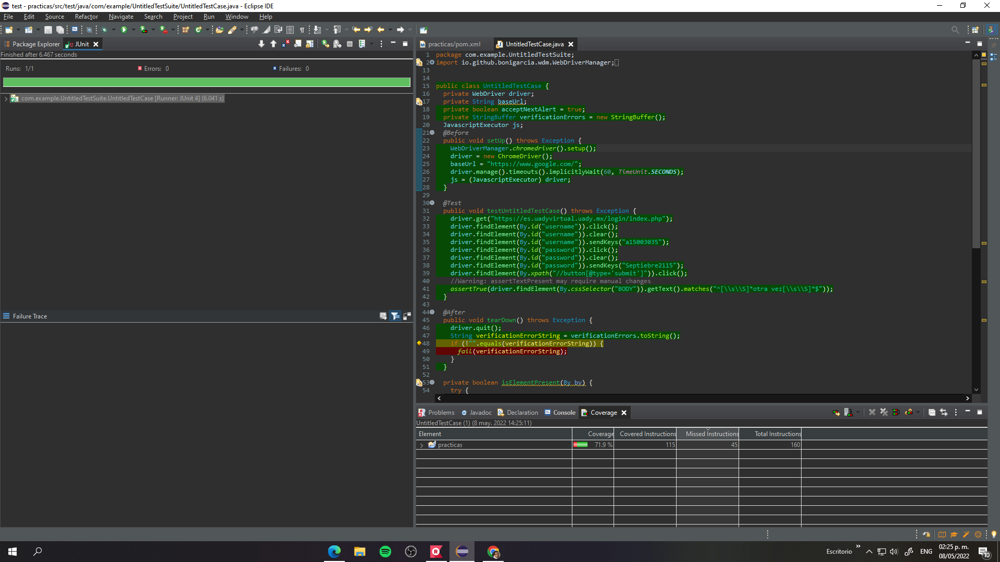 test - practicas/src/test/java/com/example/UntitledTestSuite/UntitledTestCase.java - Eclipse IDE
File Edit Source Refactor Navigate Search Project Run Window Help
Package Explorer JUnit
Finished after 6.467 seconds
Runs: 1/1 Errors: 0 Failures: 0
com.example.UntitledTestSuite.UntitledTestCase [Runner: JUnit 4] (6.041 s)
Failure Trace
practicas/pom.xml UntitledTestCase.java
1 package com.example.UntitledTestSuite;
2 import io.github.bonigarcia.wdm.WebDriverManager;
13
14
15 public class UntitledTestCase {
16 private WebDriver driver;
17 private String baseUrl;
18 private boolean acceptNextAlert = true;
19 private StringBuffer verificationErrors = new StringBuffer();
20 JavascriptExecutor js;
21 @Before
22 public void setUp() throws Exception {
23 WebDriverManager.chromedriver().setup();
24 driver = new ChromeDriver();
25 baseUrl = "https://www.google.com/";
26 driver.manage().timeouts().implicitlyWait(60, TimeUnit.SECONDS);
27 js = (JavascriptExecutor) driver;
28 }
29
30 @Test
31 public void testUntitledTestCase() throws Exception {
32 driver.get("https://es.uadyvirtual.uady.mx/login/index.php");
33 driver.findElement(By.id("username")).click();
34 driver.findElement(By.id("username")).clear();
35 driver.findElement(By.id("username")).sendKeys("a15003035");
36 driver.findElement(By.id("password")).click();
37 driver.findElement(By.id("password")).clear();
38 driver.findElement(By.id("password")).sendKeys("Septiebre2115");
39 driver.findElement(By.xpath("//button[@type='submit']")).click();
40 //Warning: assertTextPresent may require manual changes
41 assertTrue(driver.findElement(By.cssSelector("BODY")).getText().matches("^[\\s\\S]*otra vez[\\s\\S]*$"));
42 }
43
44 @After
45 public void tearDown() throws Exception {
46 driver.quit();
47 String verificationErrorString = verificationErrors.toString();
48 if (!"".equals(verificationErrorString)) {
49 fail(verificationErrorString);
50 }
51 }
52
53 private boolean isElementPresent(By by) {
54 try {
Problems Javadoc Declaration Console Coverage
UntitledTestCase (1) (8 may. 2022 14:25:11)
Element Coverage Covered Instructions Missed Instructions Total Instructions
practicas 71.9 % 115 45 160
Escritorio ENG 02:25 p. m.
08/05/2022
10